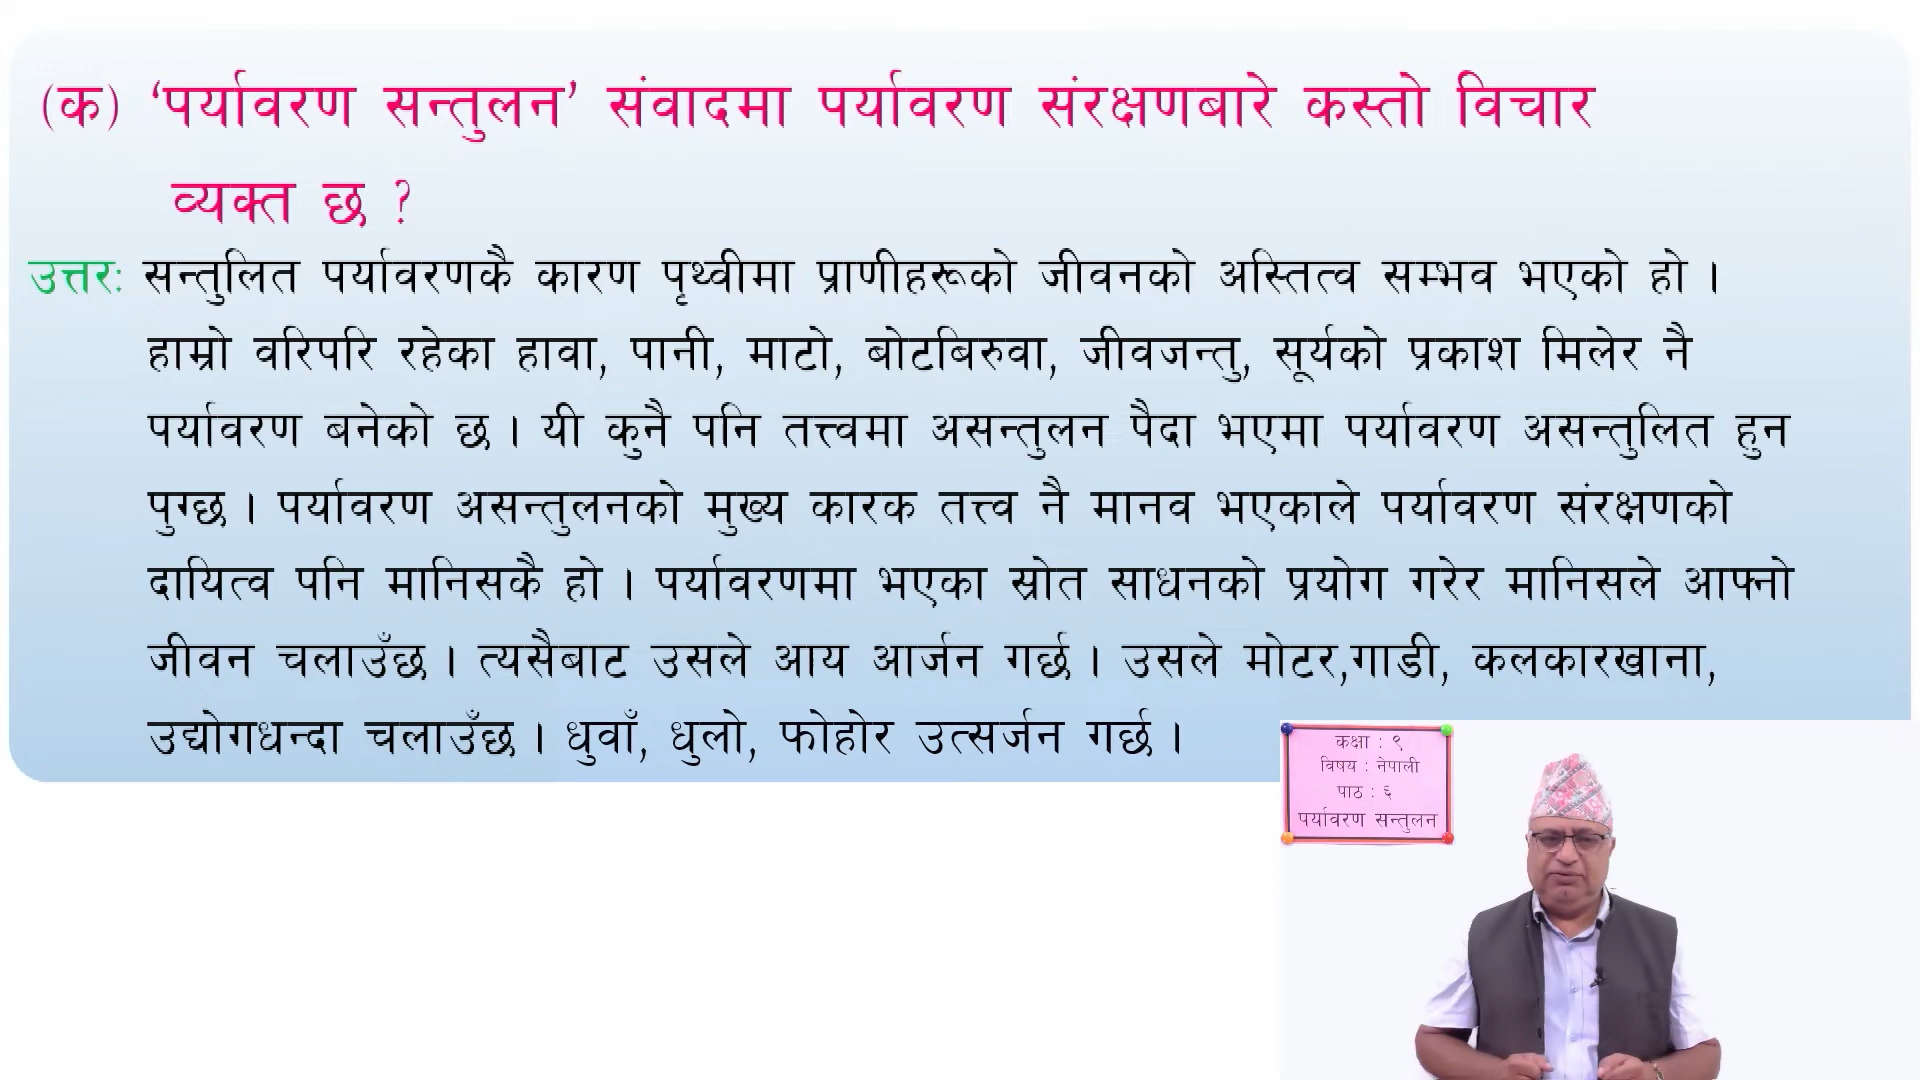 (क) ‘पर्यावरण सन्तुलन’ संवादमा पर्यावरण संरक्षणबारे कस्तो विचार
व्यक्त छ ?
उत्तरः सन्तुलित पर्यावरणकै कारण पृथ्वीमा प्राणीहरूको जीवनको अस्तित्व सम्भव भएको हो ।
हाम्रो वरिपरि रहेका हावा, पानी, माटो, बोटबिरुवा, जीवजन्तु, सूर्यको प्रकाश मिलेर नै
पर्यावरण बनेको छ । यी कुनै पनि तत्त्वमा असन्तुलन पैदा भएमा पर्यावरण असन्तुलित हुन
पुग्छ । पर्यावरण असन्तुलनको मुख्य कारक तत्त्व नै मानव भएकाले पर्यावरण संरक्षणको
दायित्व पनि मानिसकै हो । पर्यावरणमा भएका स्रोत साधनको प्रयोग गरेर मानिसले आफ्नो
जीवन चलाउँछ । त्यसैबाट उसले आय आर्जन गर्छ । उसले मोटर,गाडी, कलकारखाना,
उद्योगधन्दा चलाउँछ । धुवाँ, धुलो, फोहोर उत्सर्जन गर्छ ।
कक्षा : ९
विषय : नेपाली
पाठ : ६
पर्यावरण सन्तुलन